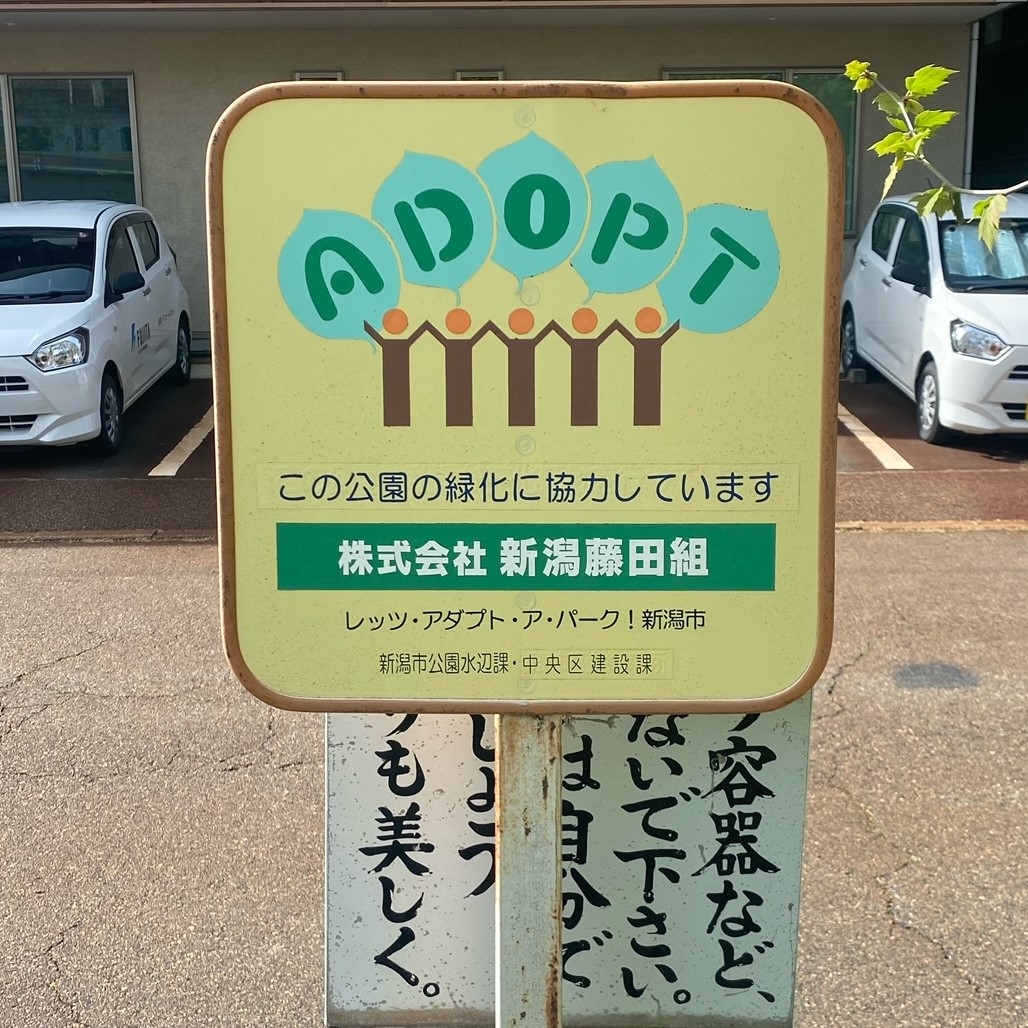 ADOPT
この公園の緑化に協力しています
株式会社 新潟藤田組
レッツ・アダプト・ア・パーク！新潟市
新潟市公園水辺課・中央区建設課
容器など、
ないで下さい。
は自分で
しょう
も美しく。
FUJITA